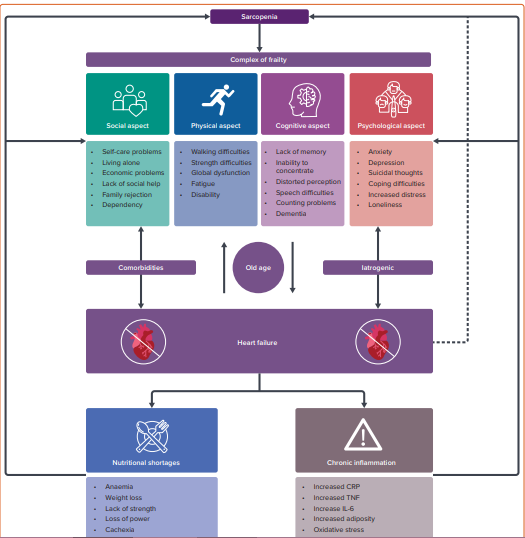 Sarcopenia
Complex of frailty
Social aspect
Physical aspect
Cognitive aspect
Psychological aspect
• Self-care problems
• Living alone
• Economic problems
• Lack of social help
• Family rejection
• Dependency
• Walking difficulties
• Strength difficulties
• Global dysfunction
• Fatigue
• Disability
• Lack of memory
• Inability to
concentrate
• Distorted perception
• Speech difficulties
• Counting problems
• Dementia
• Anxiety
• Depression
• Suicidal thoughts
• Coping difficulties
• Increased distress
• Loneliness
Comorbidities
Old age
Iatrogenic
Heart failure
Nutritional shortages
Chronic inflammation
• Anaemia
• Weight loss
• Lack of strength
• Loss of power
• Cachexia
• Increased CRP
• Increased TNF
• Increase IL-6
• Increased adiposity
• Oxidative stress